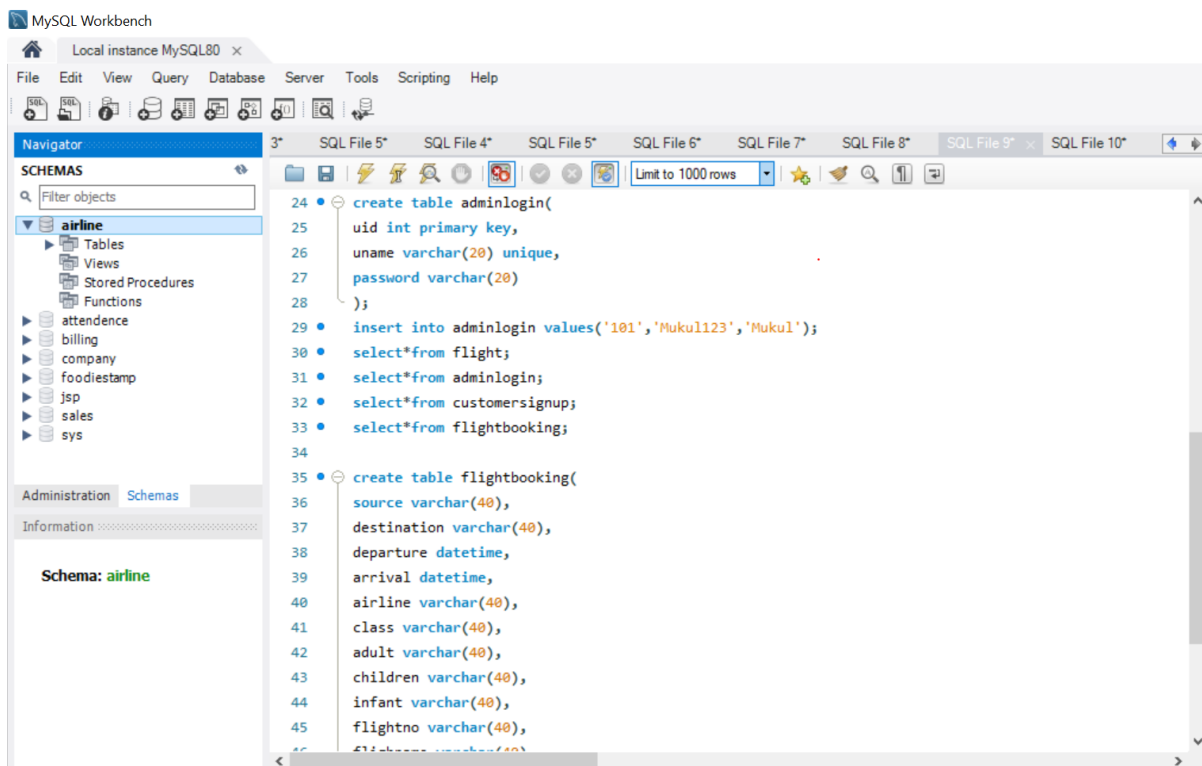 MySQL Workbench
Local instance MySQL80
File Edit View Query Database Server Tools Scripting Help
Navigator
SCHEMAS
Filter objects
airline
Tables
Views
Stored Procedures
Functions
attendence
billing
company
foodiestamp
jsp
sales
sys
Administration Schemas
Information
Schema: airline
3* SQL File 5* SQL File 4* SQL File 5* SQL File 6* SQL File 7* SQL File 8* SQL File 9* SQL File 10*
Limit to 1000 rows
24 create table adminlogin(
25 uid int primary key,
26 uname varchar(20) unique,
27 password varchar(20)
28 );
29 insert into adminlogin values('101','Mukul123','Mukul');
30 select*from flight;
31 select*from adminlogin;
32 select*from customersignup;
33 select*from flightbooking;
34
35 create table flightbooking(
36 source varchar(40),
37 destination varchar(40),
38 departure datetime,
39 arrival datetime,
40 airline varchar(40),
41 class varchar(40),
42 adult varchar(40),
43 children varchar(40),
44 infant varchar(40),
45 flightno varchar(40),